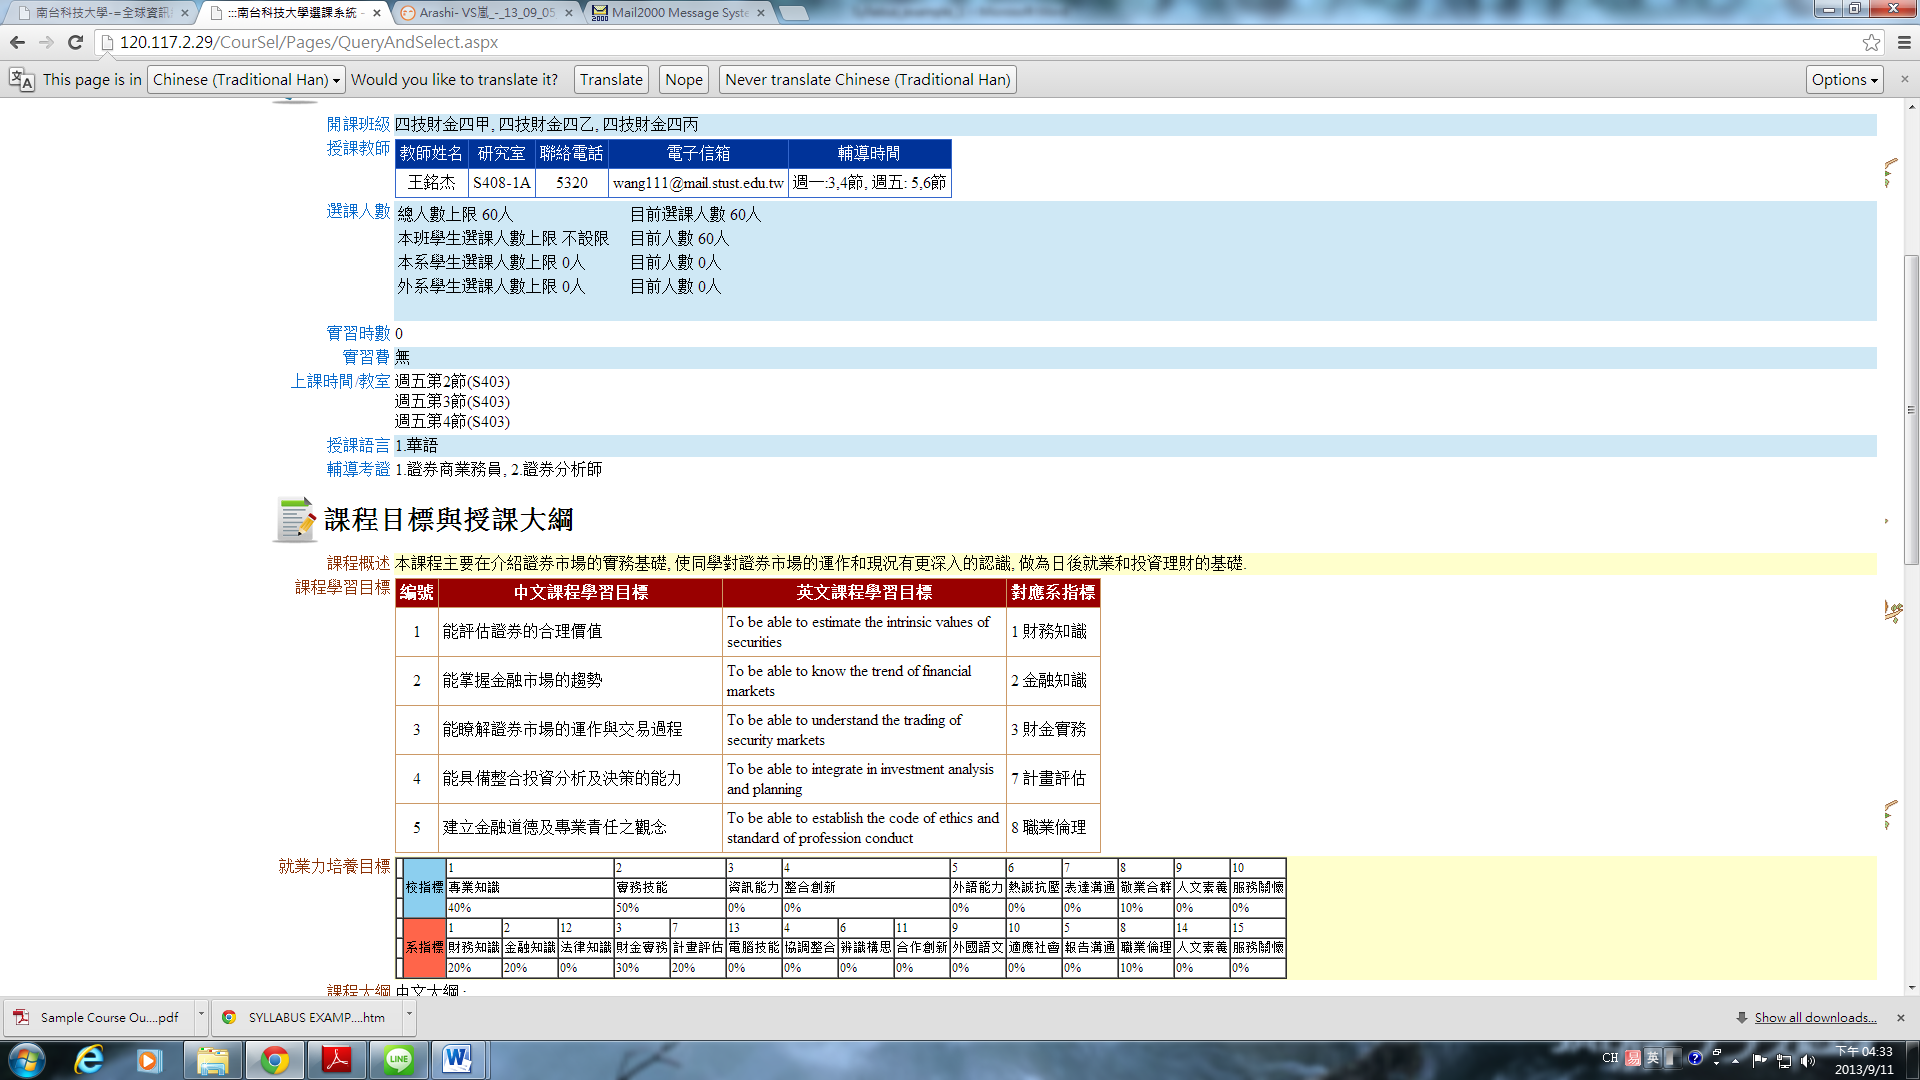 南台科技大學-=全球資訊
:::南台科技大學選課系統 -
Arashi- VS嵐_-_13_09_05
Mail2000 Message Syste
120.117.2.29/CourSel/Pages/QueryAndSelect.aspx
This page is in Chinese (Traditional Han) Would you like to translate it? Translate Nope Never translate Chinese (Traditional Han) Options
開課班級 四技財金四甲, 四技財金四乙, 四技財金四丙
授課教師 教師姓名 研究室 聯絡電話 電子信箱 輔導時間
王銘杰 S408-1A 5320 wang111@mail.stust.edu.tw 週一:3,4節, 週五: 5,6節
選課人數 總人數上限 60人 目前選課人數 60人
本班學生選課人數上限 不設限 目前人數 60人
本系學生選課人數上限 0人 目前人數 0人
外系學生選課人數上限 0人 目前人數 0人
實習時數 0
實習費 無
上課時間/教室 週五第2節(S403)
週五第3節(S403)
週五第4節(S403)
授課語言 1.華語
輔導考證 1.證券商業務員, 2.證券分析師
課程目標與授課大綱
課程概述 本課程主要在介紹證券市場的實務基礎, 使同學對證券市場的運作和現況有更深入的認識, 做為日後就業和投資理財的基礎.
課程學習目標 編號 中文課程學習目標 英文課程學習目標 對應系指標
1 能評估證券的合理價值 To be able to estimate the intrinsic values of securities 1 財務知識
2 能掌握金融市場的趨勢 To be able to know the trend of financial markets 2 金融知識
3 能瞭解證券市場的運作與交易過程 To be able to understand the trading of security markets 3 財金實務
4 能具備整合投資分析及決策的能力 To be able to integrate in investment analysis and planning 7 計畫評估
5 建立金融道德及專業責任之觀念 To be able to establish the code of ethics and standard of profession conduct 8 職業倫理
就業力培養目標 校指標 1 2 3 4 5 6 7 8 9 10
專業知識 實務技能 資訊能力 整合創新 外語能力 熱誠抗壓 表達溝通 敬業合群 人文素養 服務關懷
40% 50% 0% 0% 0% 0% 0% 10% 0% 0%
系指標 1 2 12 3 7 13 4 6 11 9 10 5 8 14 15
財務知識 金融知識 法律知識 財金實務 計畫評估 電腦技能 協調整合 辨識構思 合作創新 外國語文 適應社會 報告溝通 職業倫理 人文素養 服務關懷
20% 20% 0% 30% 20% 0% 0% 0% 0% 0% 0% 0% 10% 0% 0%
課程大綱 中文大綱 :
Sample Course Ou....pdf
SYLLABUS EXAMP....htm
Show all downloads...
CH 易 英
下午 04:33
2013/9/11